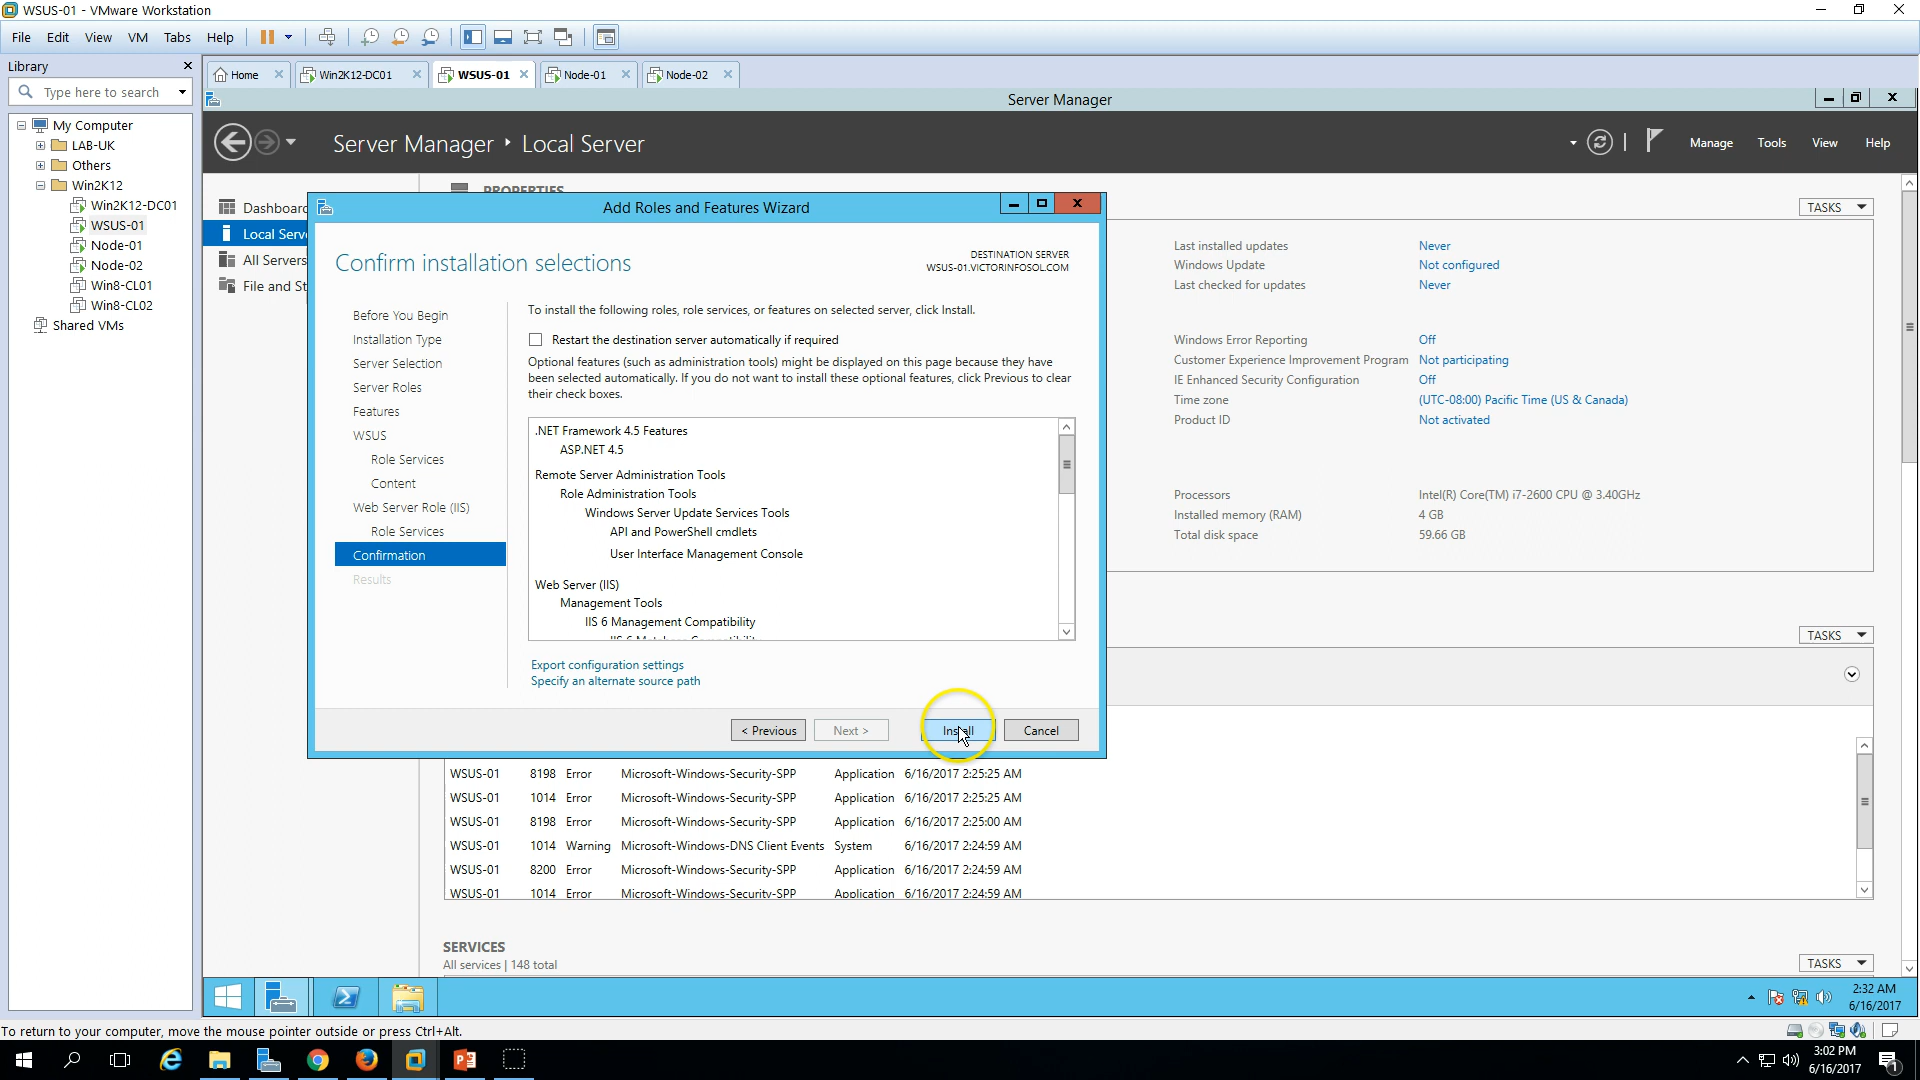 WSUS-01 - VMware Workstation
File Edit View VM Tabs Help
Library
Type here to search
My Computer
LAB-UK
Others
Win2K12
Win2K12-DC01
WSUS-01
Node-01
Node-02
Win8-CL01
Win8-CL02
Shared VMs
Home Win2K12-DC01 WSUS-01 Node-01 Node-02
Server Manager
Server Manager Local Server
Manage Tools View Help
Dashboard
Local Serv
All Servers
File and St
PROPERTIES
TASKS
Last installed updates Never
Windows Update Not configured
Last checked for updates Never
Windows Error Reporting Off
Customer Experience Improvement Program Not participating
IE Enhanced Security Configuration Off
Time zone (UTC-08:00) Pacific Time (US & Canada)
Product ID Not activated
Processors Intel(R) Core(TM) i7-2600 CPU @ 3.40GHz
Installed memory (RAM) 4 GB
Total disk space 59.66 GB
TASKS
Add Roles and Features Wizard
Confirm installation selections
DESTINATION SERVER
WSUS-01.VICTORINFOSOL.COM
Before You Begin
Installation Type
Server Selection
Server Roles
Features
WSUS
Role Services
Content
Web Server Role (IIS)
Role Services
Confirmation
Results
To install the following roles, role services, or features on selected server, click Install.
Restart the destination server automatically if required
Optional features (such as administration tools) might be displayed on this page because they have
been selected automatically. If you do not want to install these optional features, click Previous to clear
their check boxes.
.NET Framework 4.5 Features
ASP.NET 4.5
Remote Server Administration Tools
Role Administration Tools
Windows Server Update Services Tools
API and PowerShell cmdlets
User Interface Management Console
Web Server (IIS)
Management Tools
IIS 6 Management Compatibility
IIS 6 Metabase Compatibility
Export configuration settings
Specify an alternate source path
< Previous Next > Install Cancel
WSUS-01 8198 Error Microsoft-Windows-Security-SPP Application 6/16/2017 2:25:25 AM
WSUS-01 1014 Error Microsoft-Windows-Security-SPP Application 6/16/2017 2:25:25 AM
WSUS-01 8198 Error Microsoft-Windows-Security-SPP Application 6/16/2017 2:25:00 AM
WSUS-01 1014 Warning Microsoft-Windows-DNS Client Events System 6/16/2017 2:24:59 AM
WSUS-01 8200 Error Microsoft-Windows-Security-SPP Application 6/16/2017 2:24:59 AM
WSUS-01 1014 Error Microsoft-Windows-Security-SPP Application 6/16/2017 2:24:59 AM
SERVICES
All services | 148 total
TASKS
2:32 AM
6/16/2017
To return to your computer, move the mouse pointer outside or press Ctrl+Alt.
3:02 PM
6/16/2017
1